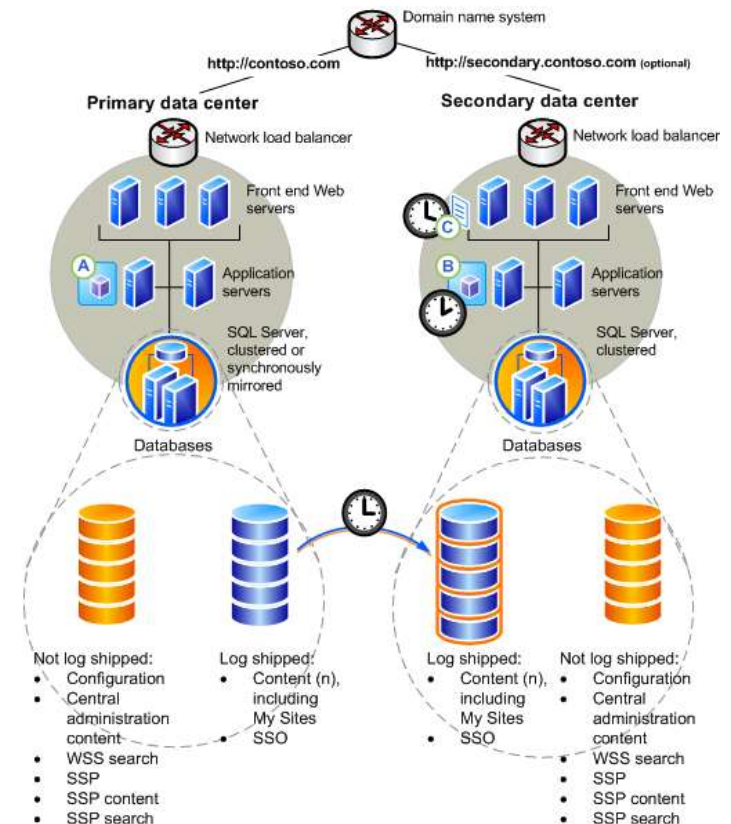 Domain name system
http://contoso.com
http://secondary.contoso.com (optional)
Primary data center
Secondary data center
Network load balancer
Network load balancer
Front end Web
servers
Front end Web
servers
C
A
Application
servers
B
Application
servers
SQL Server,
clustered or
synchronously
mirrored
SQL Server,
clustered
Databases
Databases
Not log shipped:
• Configuration
• Central
administration
content
• WSS search
• SSP
• SSP content
• SSP search
Log shipped:
• Content (n),
including
My Sites
• SSO
Log shipped:
• Content (n),
including
My Sites
• SSO
Not log shipped:
• Configuration
• Central
administration
content
• WSS search
• SSP
• SSP content
• SSP search